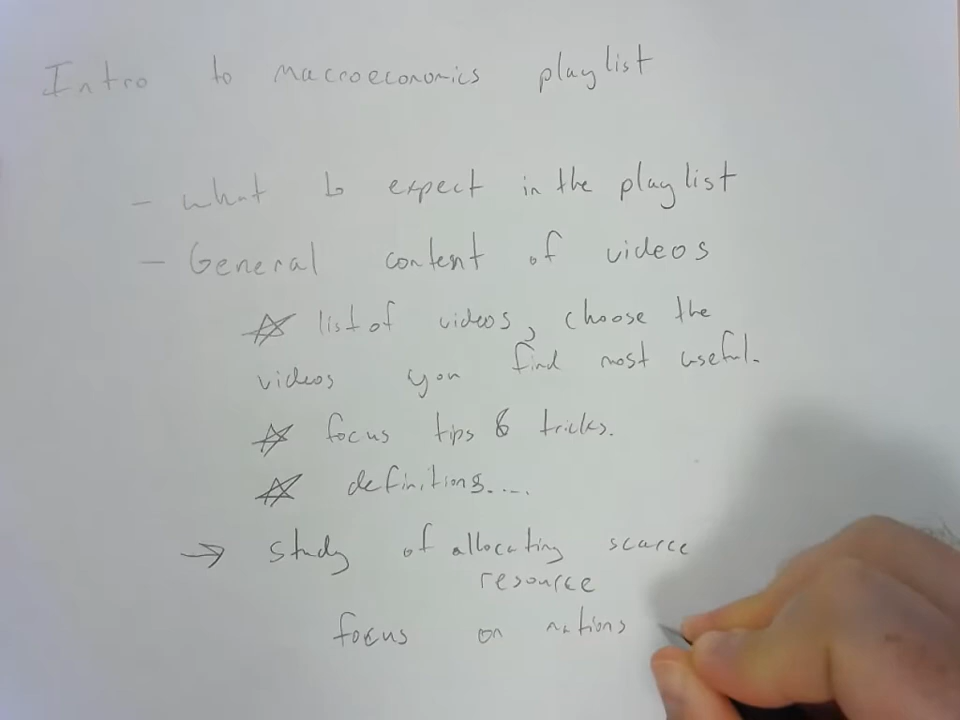 Intro to macroeconomics playlist
- what to expect in the playlist
- General content of videos
☆ list of videos, choose the
videos you find most useful.
☆ focus tips & tricks.
☆ definitions....
→ study of allocating scarce
resource
focus on nations